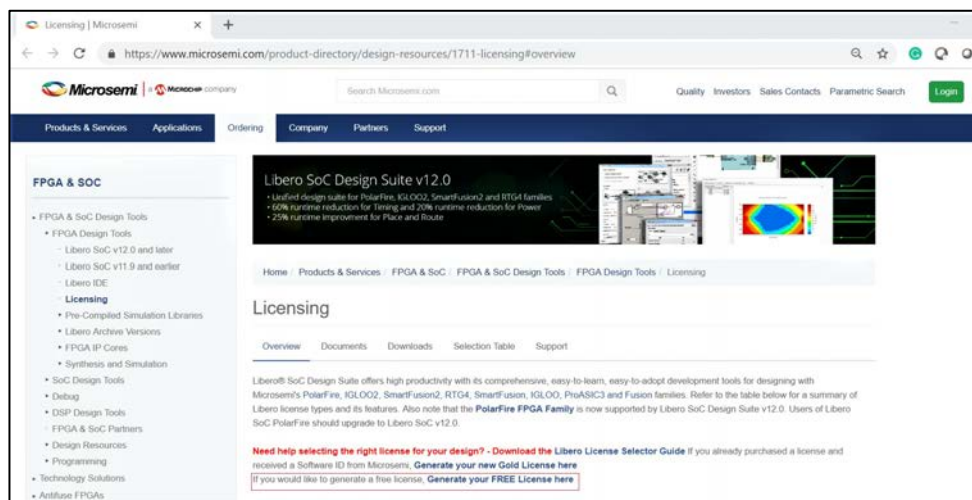 Licensing | Microsemi
https://www.microsemi.com/product-directory/design-resources/1711-licensing#overview
Microsemi | a MICROCHIP company
Search Microsemi.com
Quality Investors Sales Contacts Parametric Search Login
Products & Services Applications Ordering Company Partners Support
FPGA & SOC
FPGA & SoC Design Tools
FPGA Design Tools
Libero SoC v12.0 and later
Libero SoC v11.9 and earlier
Libero IDE
Licensing
Pre-Compiled Simulation Libraries
Libero Archive Versions
FPGA IP Cores
Synthesis and Simulation
SoC Design Tools
Debug
DSP Design Tools
FPGA & SoC Partners
Design Resources
Programming
Technology Solutions
Antifuse FPGAs
Libero SoC Design Suite v12.0
• Unified design suite for PolarFire, IGLOO2, SmartFusion2 and RTG4 families
• 60% runtime reduction for Timing and 20% runtime reduction for Power
• 25% runtime improvment for Place and Route
Home / Products & Services / FPGA & SoC / FPGA & SoC Design Tools / FPGA Design Tools / Licensing
Licensing
Overview Documents Downloads Selection Table Support
Libero® SoC Design Suite offers high productivity with its comprehensive, easy-to-learn, easy-to-adopt development tools for designing with
Microsemi's PolarFire, IGLOO2, SmartFusion2, RTG4, SmartFusion, IGLOO, ProASIC3 and Fusion families. Refer to the table below for a summary of
Libero license types and its features. Also note that the PolarFire FPGA Family is now supported by Libero SoC Design Suite v12.0. Users of Libero
SoC PolarFire should upgrade to Libero SoC v12.0.
Need help selecting the right license for your design? - Download the Libero License Selector Guide If you already purchased a license and
received a Software ID from Microsemi, Generate your new Gold License here
If you would like to generate a free license, Generate your FREE License here